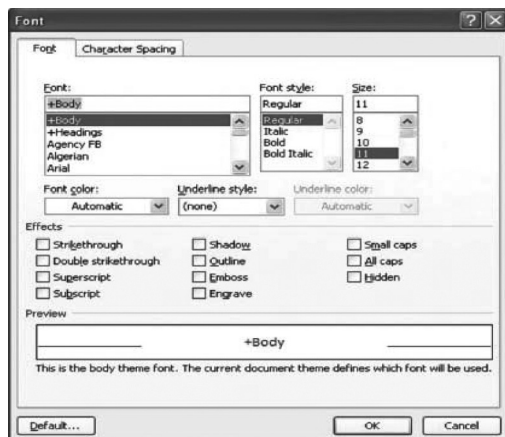 Font
Font Character Spacing
Font: Font style: Size:
+Body Regular 11
+Body Regular 8
+Headings Italic 9
Agency FB Bold 10
Algerian Bold Italic 11
Arial 12
Font color: Underline style: Underline color:
Automatic (none) Automatic
Effects
Strikethrough Shadow Small caps
Double strikethrough Outline All caps
Superscript Emboss Hidden
Subscript Engrave
Preview
+Body
This is the body theme font. The current document theme defines which font will be used.
Default... OK Cancel